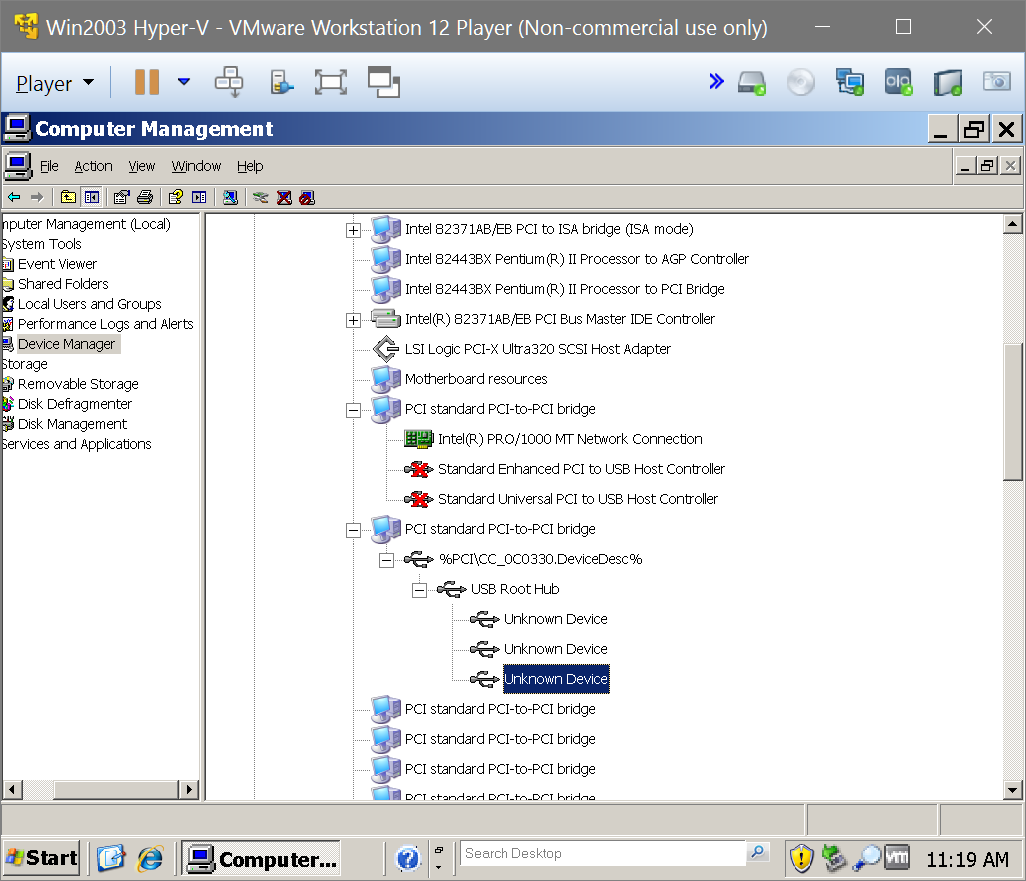 Win2003 Hyper-V - VMware Workstation 12 Player (Non-commercial use only)
Player
Computer Management
File Action View Window Help
mputer Management (Local)
System Tools
Event Viewer
Shared Folders
Local Users and Groups
Performance Logs and Alerts
Device Manager
Storage
Removable Storage
Disk Defragmenter
Disk Management
Services and Applications
Intel 82371AB/EB PCI to ISA bridge (ISA mode)
Intel 82443BX Pentium(R) II Processor to AGP Controller
Intel 82443BX Pentium(R) II Processor to PCI Bridge
Intel(R) 82371AB/EB PCI Bus Master IDE Controller
LSI Logic PCI-X Ultra320 SCSI Host Adapter
Motherboard resources
PCI standard PCI-to-PCI bridge
Intel(R) PRO/1000 MT Network Connection
Standard Enhanced PCI to USB Host Controller
Standard Universal PCI to USB Host Controller
PCI standard PCI-to-PCI bridge
%PCI\CC_0C0330.DeviceDesc%
USB Root Hub
Unknown Device
Unknown Device
Unknown Device
PCI standard PCI-to-PCI bridge
PCI standard PCI-to-PCI bridge
PCI standard PCI-to-PCI bridge
PCI standard PCI-to-PCI bridge
Start Computer... Search Desktop vm 11:19 AM